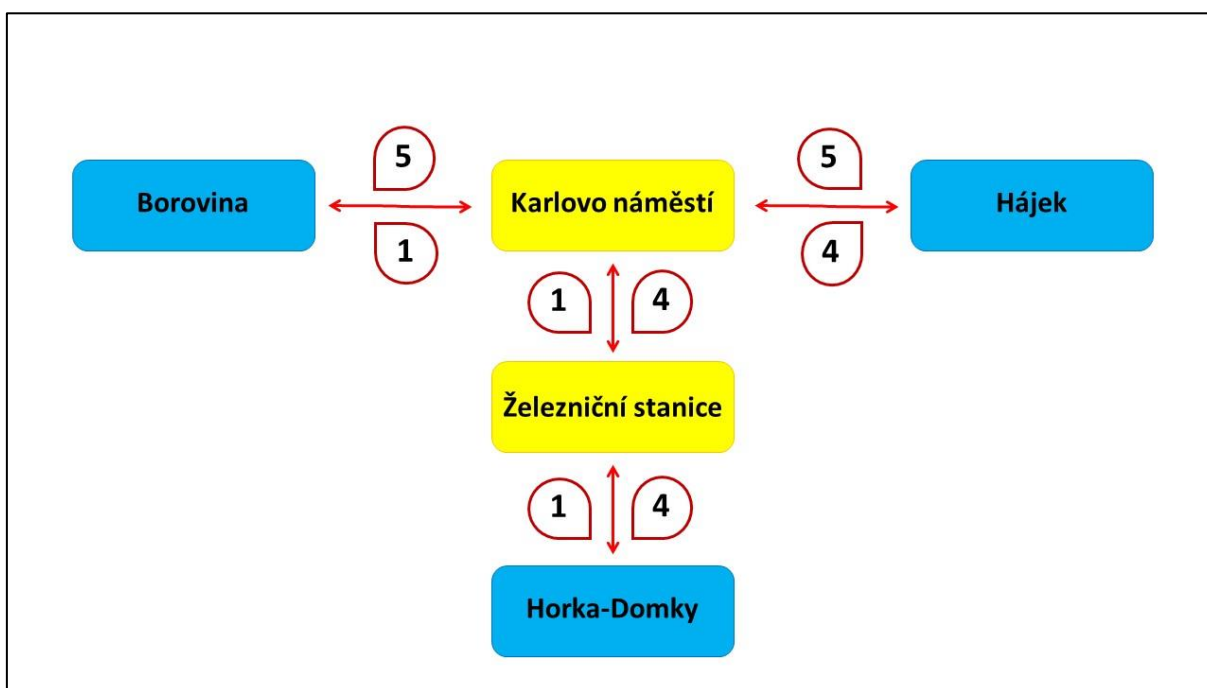 5
5
Borovina
Karlovo náměstí
Hájek
1
4
1
4
Železniční stanice
1
4
Horka-Domky